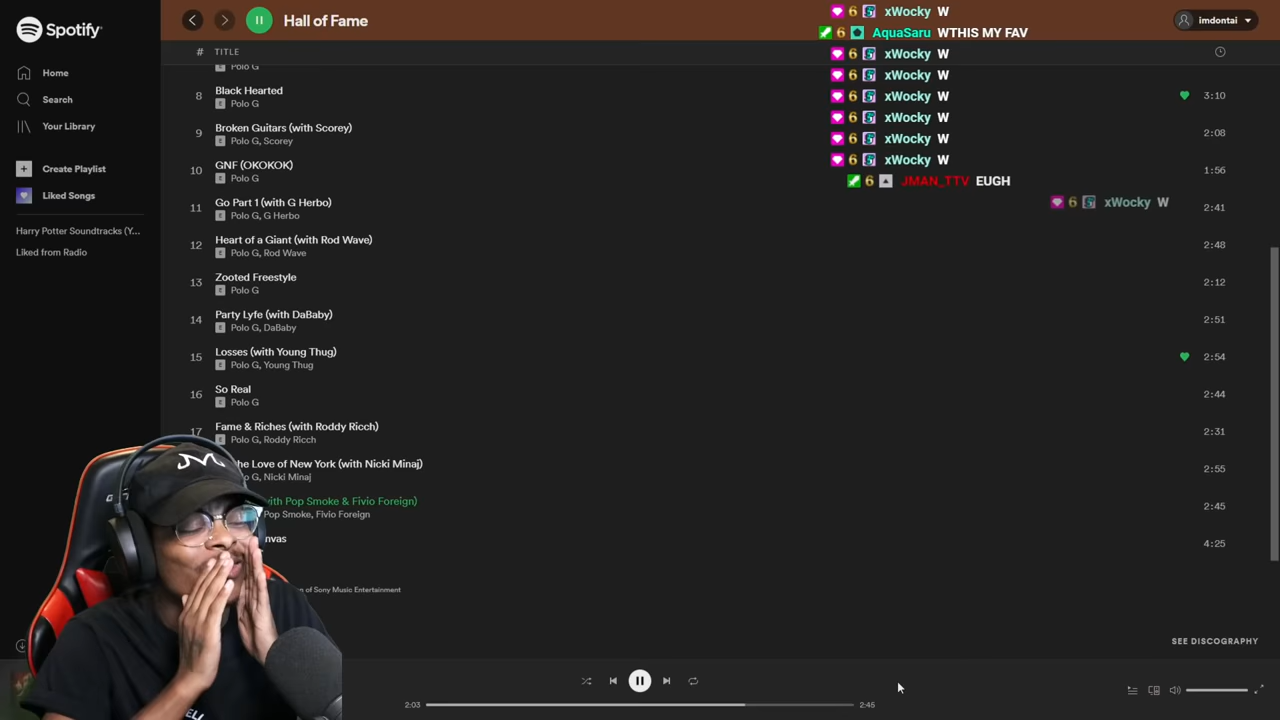 Spotify
Hall of Fame
imdontai
Home
Search
Your Library
Create Playlist
Liked Songs
Harry Potter Soundtracks (Y...
Liked from Radio
# TITLE
Polo G
8 Black Hearted 3:10
Polo G
9 Broken Guitars (with Scorey) 2:08
Polo G, Scorey
10 GNF (OKOKOK) 1:56
Polo G
11 Go Part 1 (with G Herbo) 2:41
Polo G, G Herbo
12 Heart of a Giant (with Rod Wave) 2:48
Polo G, Rod Wave
13 Zooted Freestyle 2:12
Polo G
14 Party Lyfe (with DaBaby) 2:51
Polo G, DaBaby
15 Losses (with Young Thug) 2:54
Polo G, Young Thug
16 So Real 2:44
Polo G
17 Fame & Riches (with Roddy Ricch) 2:31
Polo G, Roddy Ricch
he Love of New York (with Nicki Minaj) 2:55
o G, Nicki Minaj
ith Pop Smoke & Fivio Foreign) 2:45
Pop Smoke, Fivio Foreign
nvas 4:25
n of Sony Music Entertainment
SEE DISCOGRAPHY
2:03 2:45
6 xWocky W
6 AquaSaru WTHIS MY FAV
6 xWocky W
6 xWocky W
6 xWocky W
6 xWocky W
6 xWocky W
6 xWocky W
6 JMAN_TTV EUGH
6 xWocky W